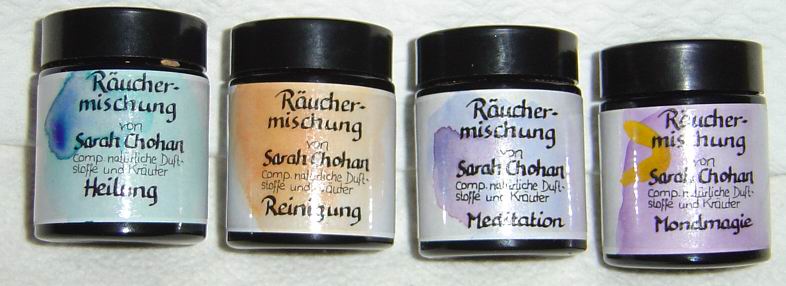 Räucher-
mischung
von
Sarah Chohan
Comp. natürliche Duft-
stoffe und Kräuter
Heilung
Räucher-
mischung
von
Sarah Chohan
Comp. natürliche Duft-
stoffe und Kräuter
Reinigung
Räucher-
mischung
von
Sarah Chohan
Comp. natürliche Duft-
stoffe und Kräuter
Meditation
Räucher-
mischung
von
Sarah Chohan
Comp. natürliche Duft-
stoffe und Kräuter
Mondmagie